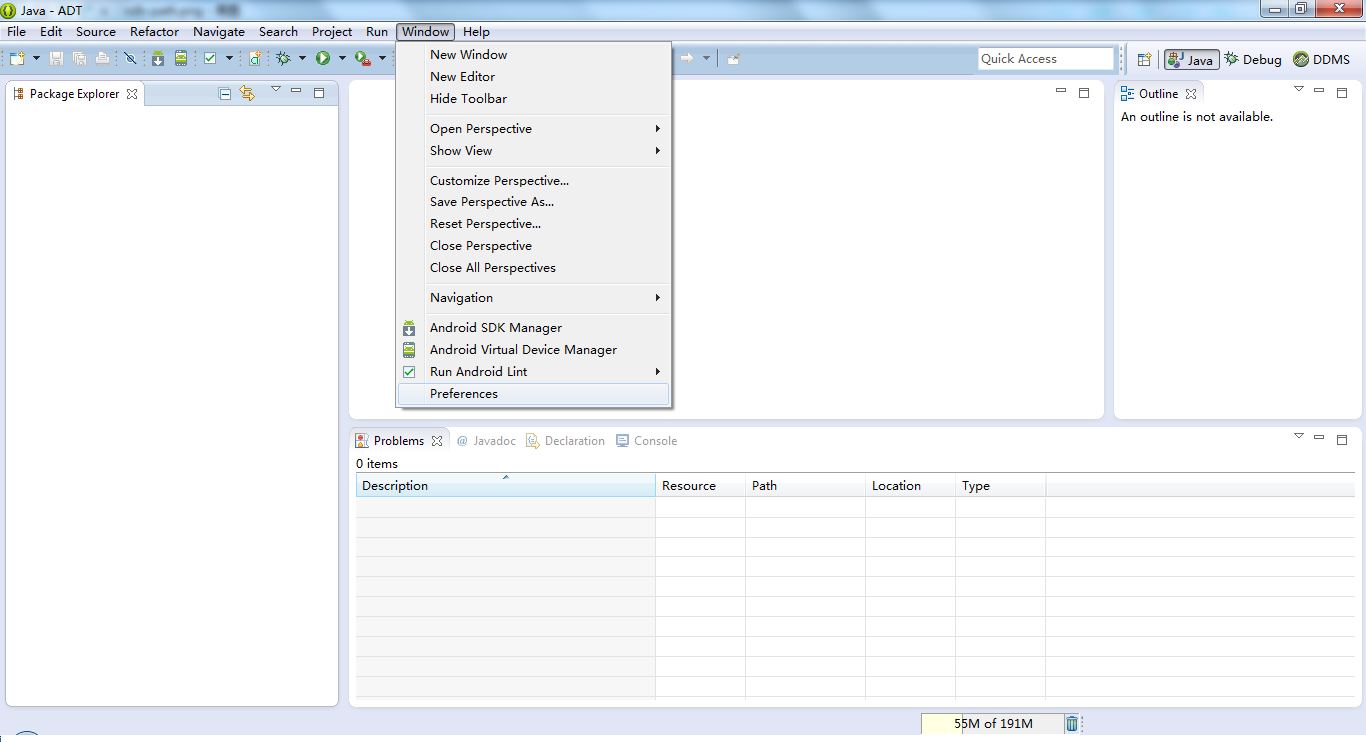 Java - ADT
File Edit Source Refactor Navigate Search Project Run Window Help
Quick Access
Java Debug DDMS
Package Explorer
New Window
New Editor
Hide Toolbar
Open Perspective
Show View
Customize Perspective...
Save Perspective As...
Reset Perspective...
Close Perspective
Close All Perspectives
Navigation
Android SDK Manager
Android Virtual Device Manager
Run Android Lint
Preferences
Outline
An outline is not available.
Problems @ Javadoc Declaration Console
0 items
Description Resource Path Location Type
55M of 191M